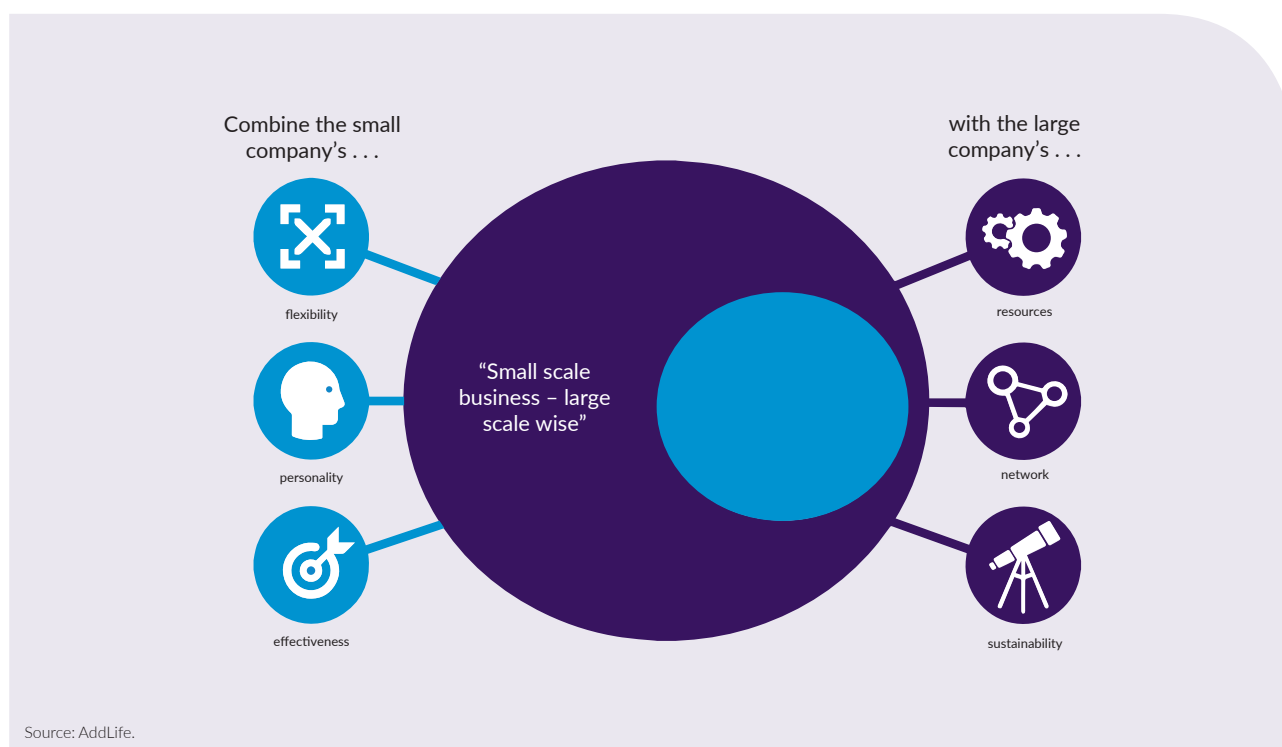 Combine the small
company's . . .
flexibility
personality
effectiveness
“Small scale
business – large
scale wise”
with the large
company's . . .
resources
network
sustainability
Source: AddLife.